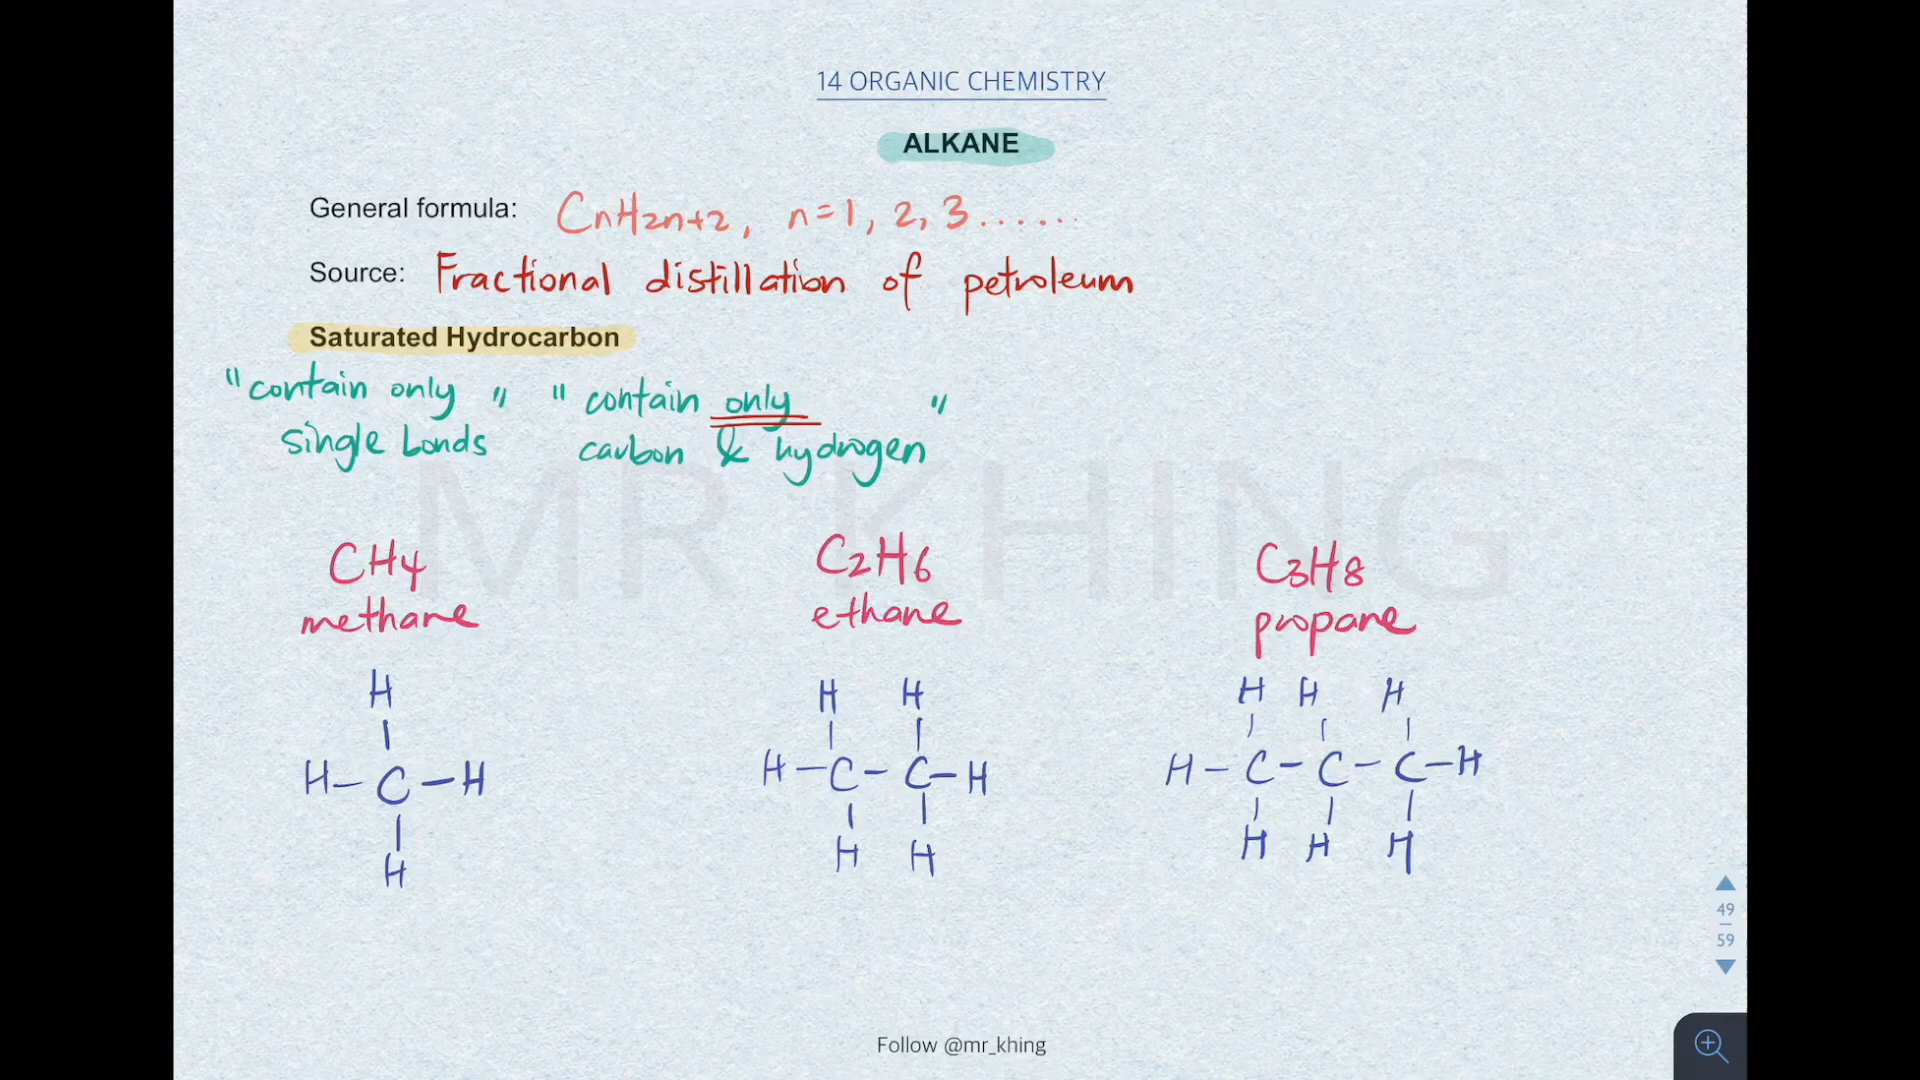 14 ORGANIC CHEMISTRY
ALKANE
General formula: CnH2n+2, n=1, 2, 3......
Source: Fractional distillation of petroleum
Saturated Hydrocarbon
"contain only " " contain only "
single bonds carbon & hydrogen
MR KHING
CH4 C2H6 C3H8
methane ethane propane
H H H H H H
H-C-H H-C-C-H H-C-C-C-H
H H H H H H
49
59
Follow @mr_khing